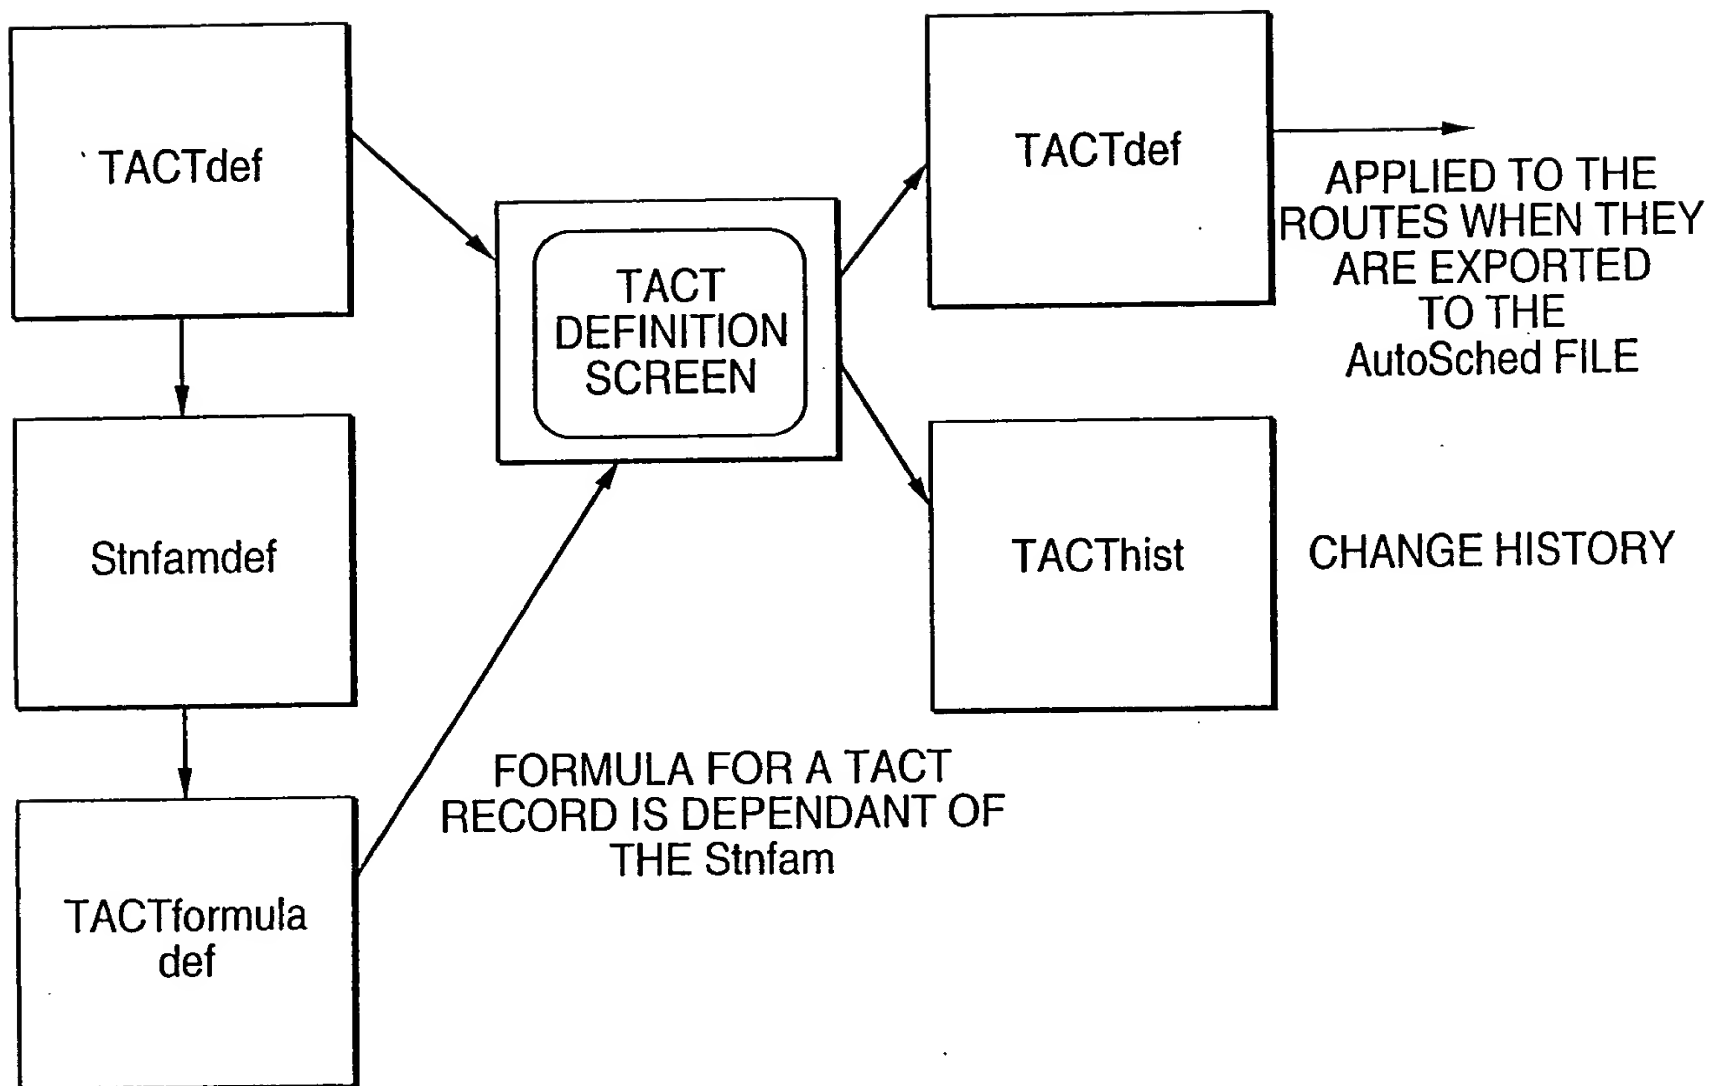 TACTdef
TACT
DEFINITION
SCREEN
TACTdef
APPLIED TO THE
ROUTES WHEN THEY
ARE EXPORTED
TO THE
AutoSched FILE
Stnfamdef
TACThist
CHANGE HISTORY
FORMULA FOR A TACT
RECORD IS DEPENDANT OF
THE Stnfam
TACTformula
def